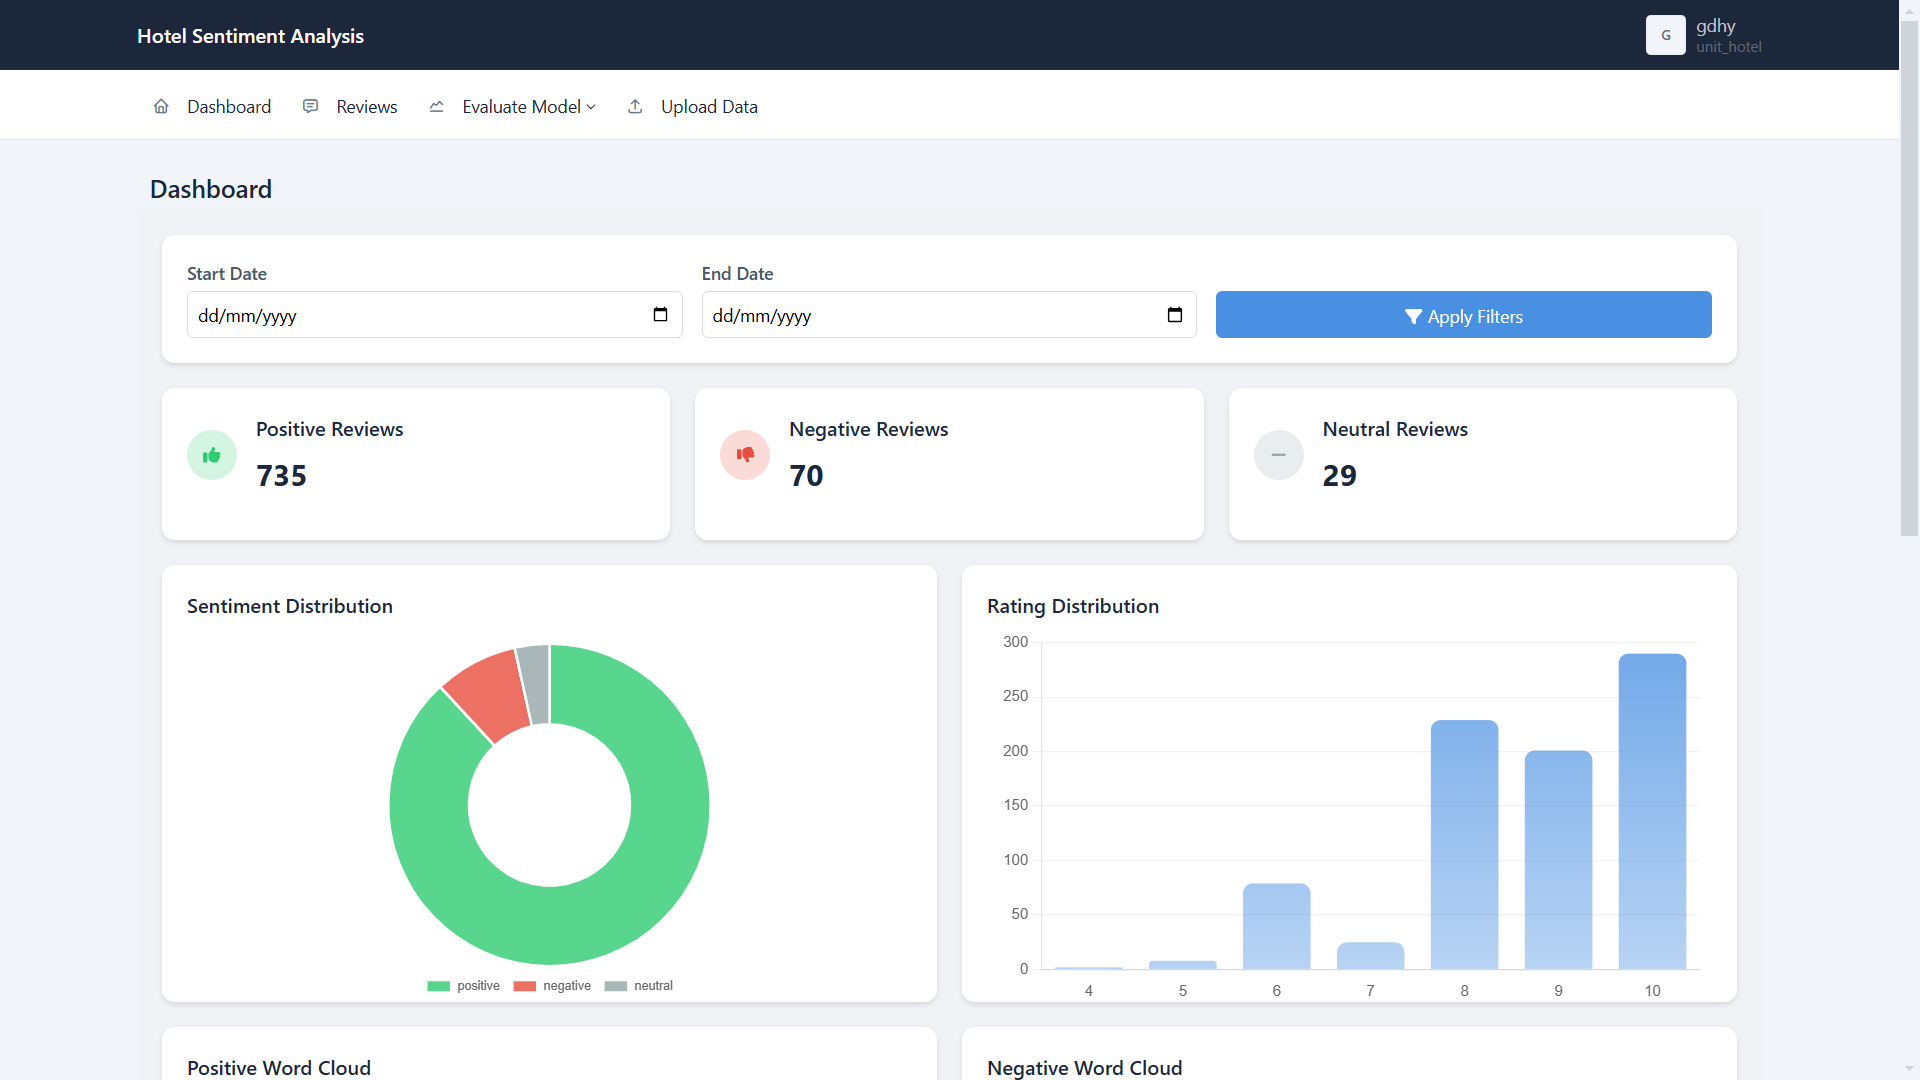 Hotel Sentiment Analysis
G
gdhy
unit_hotel
Dashboard
Reviews
Evaluate Model
Upload Data
Dashboard
Start Date
End Date
dd/mm/yyyy
dd/mm/yyyy
Apply Filters
Positive Reviews
735
Negative Reviews
70
Neutral Reviews
29
Sentiment Distribution
positive
negative
neutral
Rating Distribution
300
250
200
150
100
50
0
4
5
6
7
8
9
10
Positive Word Cloud
Negative Word Cloud